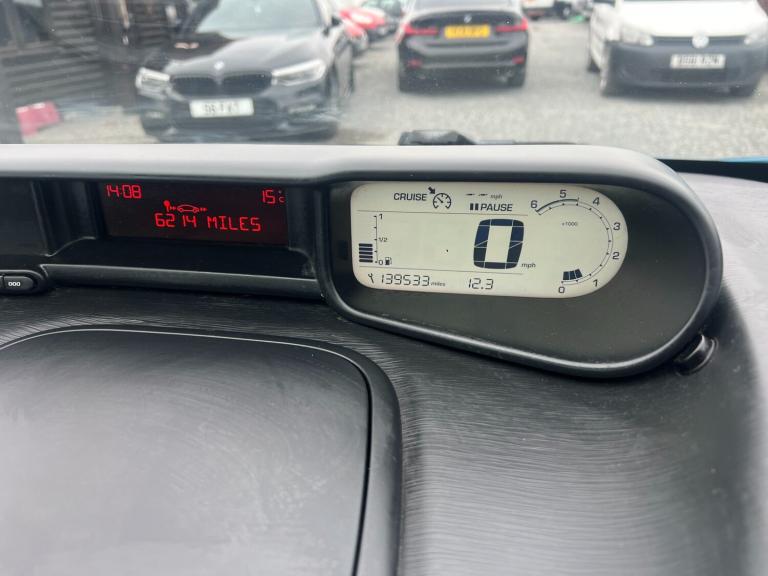 14:08 15°C
6214 MILES
CRUISE --- mph
PAUSE
1
1/2
0
0 mph
139533 miles 12.3
6 5 4
x1000 3
2
0 1
000